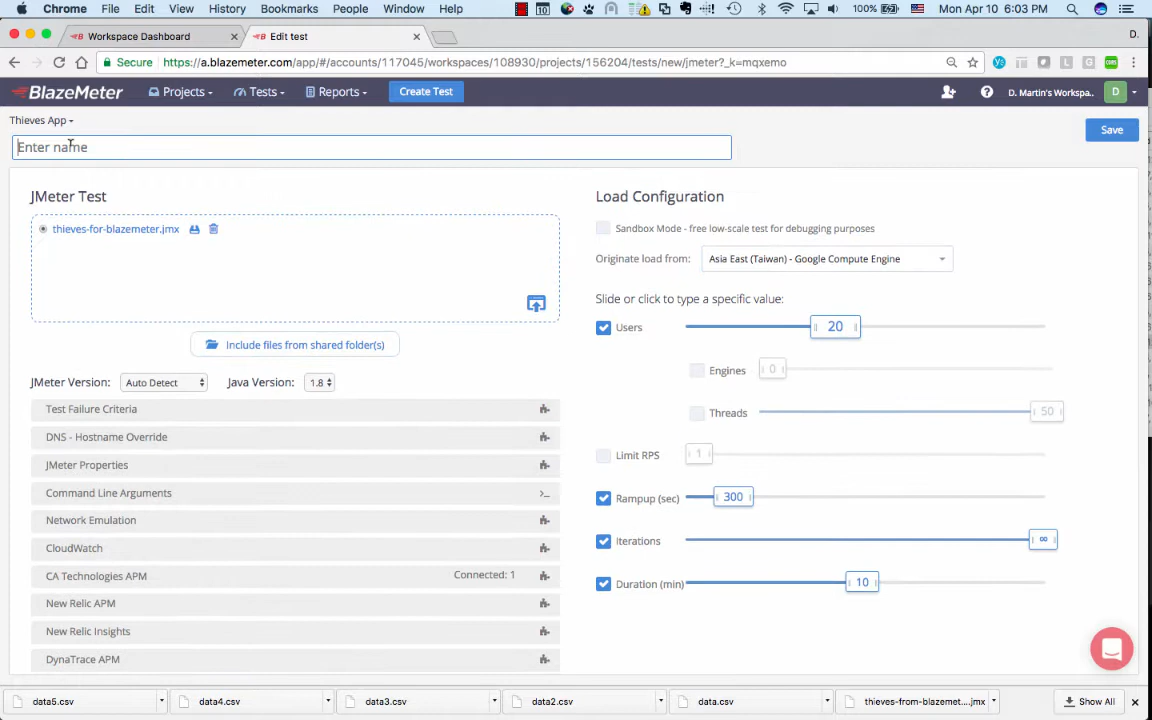 Chrome File Edit View History Bookmarks People Window Help 100% Mon Apr 10 6:03 PM
Workspace Dashboard Edit test D.
Secure https://a.blazemeter.com/app/#/accounts/117045/workspaces/108930/projects/156204/tests/new/jmeter?_k=mqxemo
BlazeMeter Projects Tests Reports Create Test D. Martin's Workspa.. D
Thieves App
Save
Enter name
JMeter Test
Load Configuration
thieves-for-blazemeter.jmx
Sandbox Mode - free low-scale test for debugging purposes
Originate load from: Asia East (Taiwan) - Google Compute Engine
Slide or click to type a specific value:
Users 20
Include files from shared folder(s)
Engines 0
JMeter Version: Auto Detect Java Version: 1.8
Threads 50
Test Failure Criteria
DNS - Hostname Override
Limit RPS 1
JMeter Properties
Command Line Arguments >_
Rampup (sec) 300
Network Emulation
Iterations ∞
CloudWatch
CA Technologies APM Connected: 1
Duration (min) 10
New Relic APM
New Relic Insights
DynaTrace APM
data5.csv data4.csv data3.csv data2.csv data.csv thieves-from-blazemet....jmx Show All